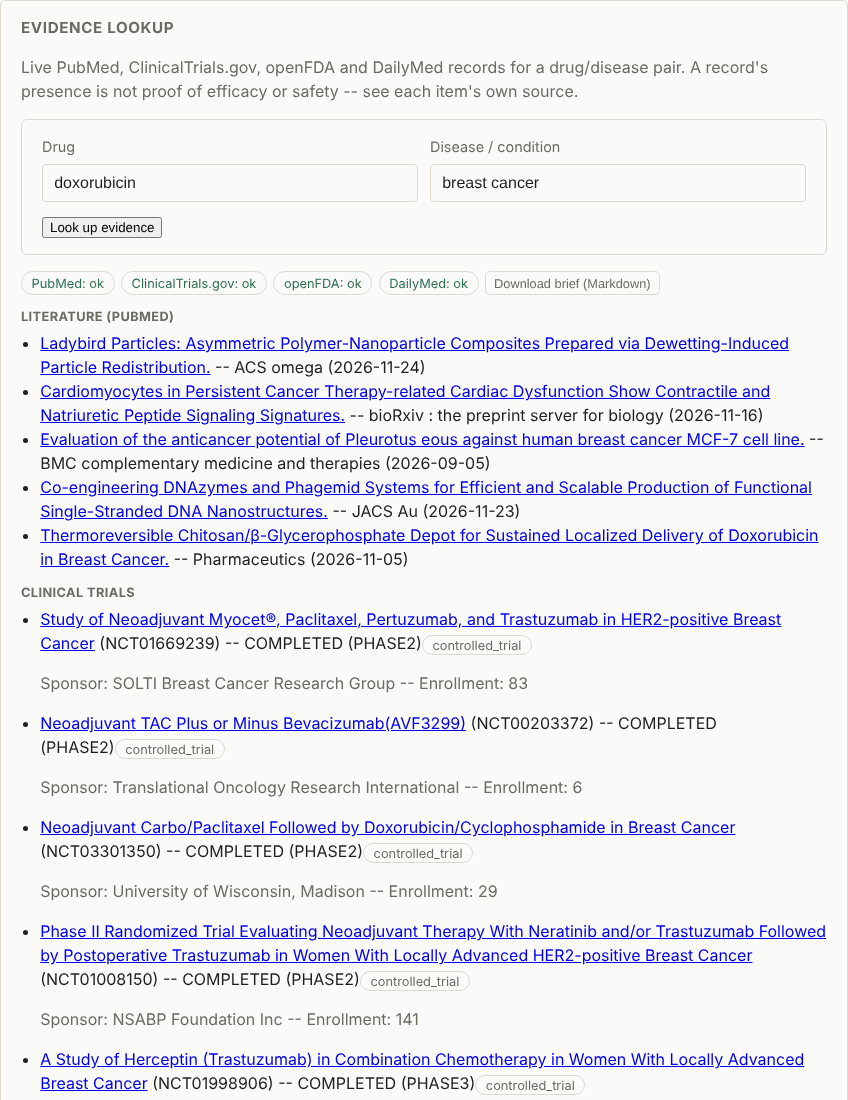 EVIDENCE LOOKUP
Live PubMed, ClinicalTrials.gov, openFDA and DailyMed records for a drug/disease pair. A record's
presence is not proof of efficacy or safety -- see each item's own source.
Drug
Disease / condition
doxorubicin
breast cancer
Look up evidence
PubMed: ok
ClinicalTrials.gov: ok
openFDA: ok
DailyMed: ok
Download brief (Markdown)
LITERATURE (PUBMED)
• Ladybird Particles: Asymmetric Polymer-Nanoparticle Composites Prepared via Dewetting-Induced
Particle Redistribution. -- ACS omega (2026-11-24)
• Cardiomyocytes in Persistent Cancer Therapy-related Cardiac Dysfunction Show Contractile and
Natriuretic Peptide Signaling Signatures. -- bioRxiv : the preprint server for biology (2026-11-16)
• Evaluation of the anticancer potential of Pleurotus eous against human breast cancer MCF-7 cell line. --
BMC complementary medicine and therapies (2026-09-05)
• Co-engineering DNAzymes and Phagemid Systems for Efficient and Scalable Production of Functional
Single-Stranded DNA Nanostructures. -- JACS Au (2026-11-23)
• Thermoreversible Chitosan/β-Glycerophosphate Depot for Sustained Localized Delivery of Doxorubicin
in Breast Cancer. -- Pharmaceutics (2026-11-05)
CLINICAL TRIALS
• Study of Neoadjuvant Myocet®, Paclitaxel, Pertuzumab, and Trastuzumab in HER2-positive Breast
Cancer (NCT01669239) -- COMPLETED (PHASE2) controlled_trial
Sponsor: SOLTI Breast Cancer Research Group -- Enrollment: 83
• Neoadjuvant TAC Plus or Minus Bevacizumab(AVF3299) (NCT00203372) -- COMPLETED
(PHASE2) controlled_trial
Sponsor: Translational Oncology Research International -- Enrollment: 6
• Neoadjuvant Carbo/Paclitaxel Followed by Doxorubicin/Cyclophosphamide in Breast Cancer
(NCT03301350) -- COMPLETED (PHASE2) controlled_trial
Sponsor: University of Wisconsin, Madison -- Enrollment: 29
• Phase II Randomized Trial Evaluating Neoadjuvant Therapy With Neratinib and/or Trastuzumab Followed
by Postoperative Trastuzumab in Women With Locally Advanced HER2-positive Breast Cancer
(NCT01008150) -- COMPLETED (PHASE2) controlled_trial
Sponsor: NSABP Foundation Inc -- Enrollment: 141
• A Study of Herceptin (Trastuzumab) in Combination Chemotherapy in Women With Locally Advanced
Breast Cancer (NCT01998906) -- COMPLETED (PHASE3) controlled_trial